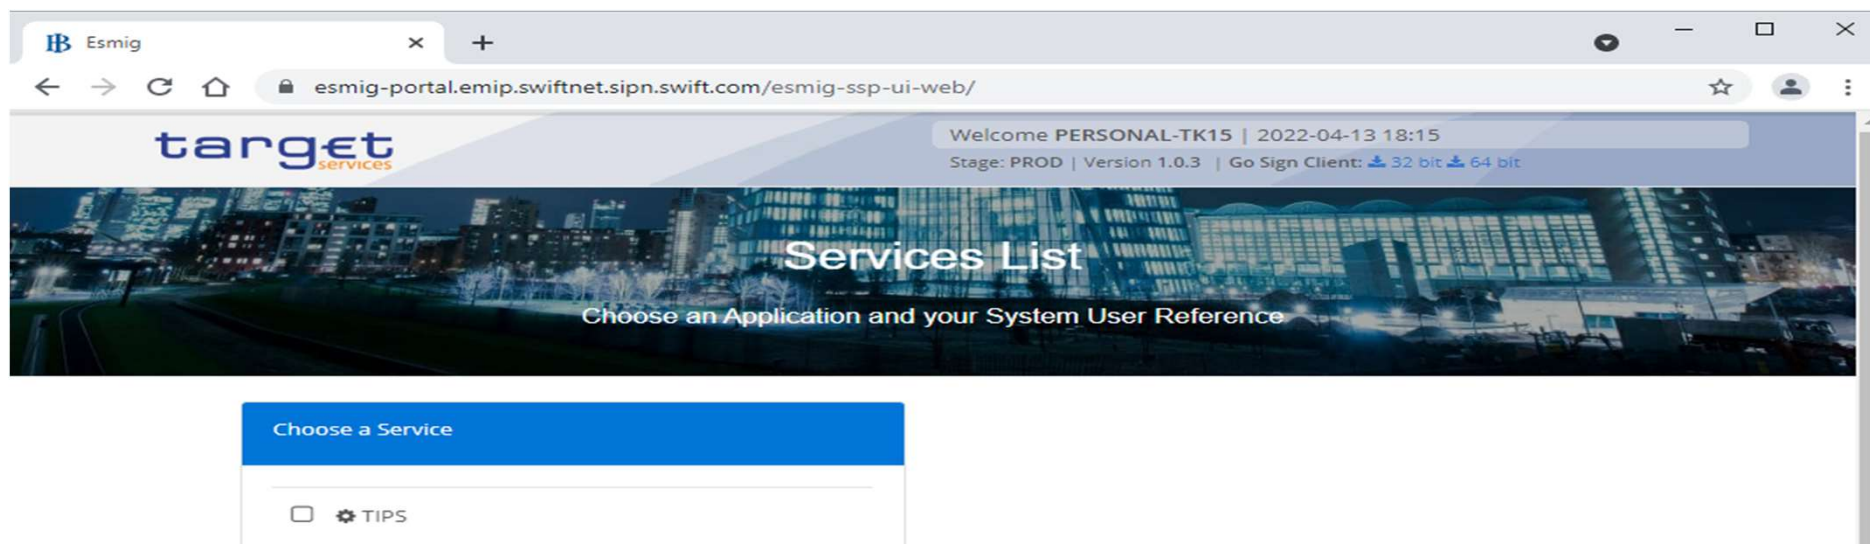 Esmig
esmig-portal.emip.swiftnet.sipn.swift.com/esmig-ssp-ui-web/
target
services
Welcome PERSONAL-TK15 | 2022-04-13 18:15
Stage: PROD | Version 1.0.3 | Go Sign Client: 32 bit 64 bit
Services List
Choose an Application and your System User Reference
Choose a Service
TIPS